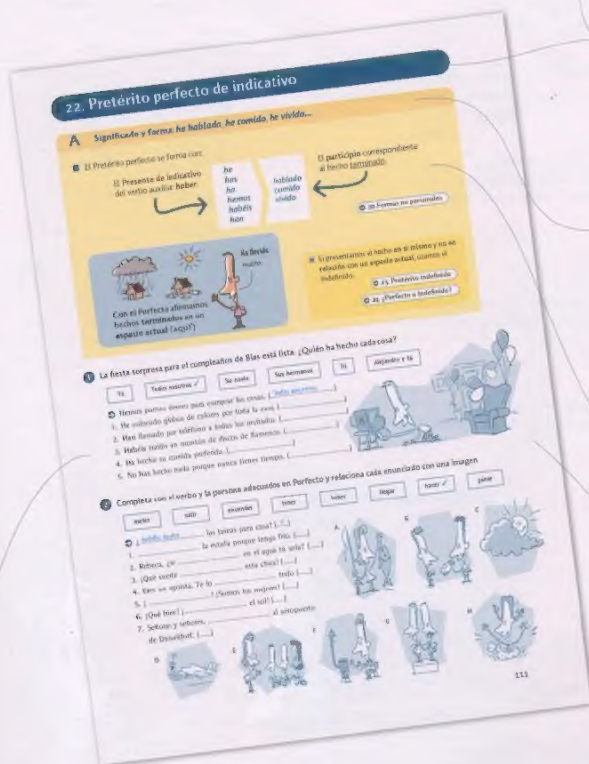 22. Pretérito perfecto de indicativo
A Significado y forma: he hablado, he comido, he vivido...
El Pretérito perfecto se forma con:
El Presente de indicativo
del verbo auxiliar haber
he
has
ha
hemos
habéis
han
hablado
comido
vivido
El participio correspondiente
al hecho terminado.
20 Formas no personales
Ha llovido
mucho.
Con el Perfecto afirmamos
hechos terminados en un
espacio actual ('aquí')
Si presentamos el hecho en sí mismo y no en
relación con un espacio actual, usamos el
Indefinido.
23 Pretérito indefinido
25 ¿Perfecto o Indefinido?
1 La fiesta sorpresa para el cumpleaños de Blas está lista. ¿Quién ha hecho cada cosa?
Yo
Todos nosotros ✓
Su novia
Sus hermanos
Tú
Alejandro y tú
Hemos puesto dinero para comprar las cosas. (Todos nosotros)
1. He colocado globos de colores por toda la casa (
2. Han llamado por teléfono a todos los invitados. (
3. Habéis traído un montón de discos de flamenco. (
4. Ha hecho su comida preferida. (
5. No has hecho nada porque nunca tienes tiempo. (
2 Completa con el verbo y la persona adecuados en Perfecto y relaciona cada enunciado con una imagen
salir
encender
beber
llegar
ganar
¿ los tareas para casa?
1. la estufa porque tengo frío. (
2. Rebeca, ¿te en el agua tú sola? (
3. ¡Qué suerte esta chica! (
4. Eres un egoísta. Te lo todo (
5. ¡ ! ¡Somos los mejores! (
6. ¡Qué bien! ¡ el sol! (
7. Señoras y señores, al aeropuerto
de Düsseldorf. (
A
B
C
D
E
F
G
H
111